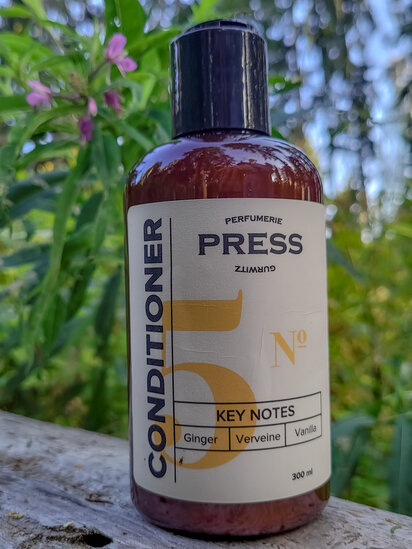 CONDITIONER
PERFUMERIE
PRESS
GURWITZ
5
Nº
KEY NOTES
Ginger Verveine Vanilla
300 ml